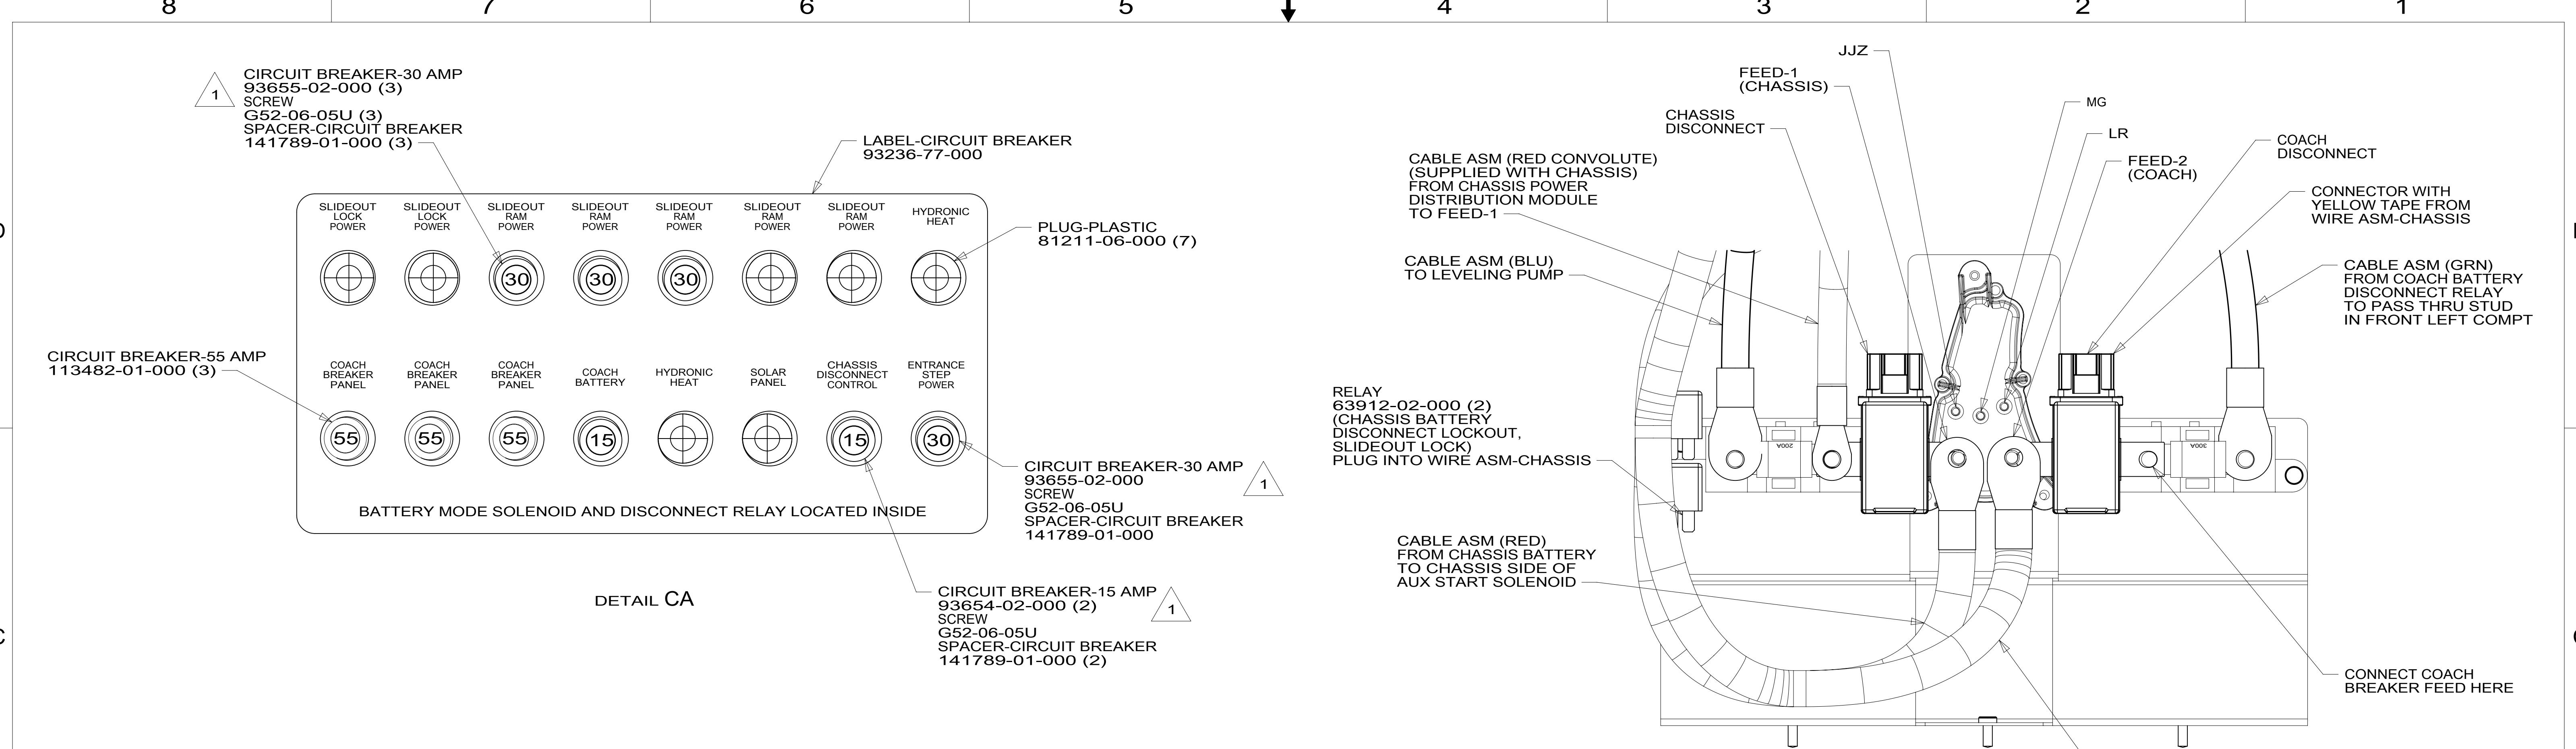 8 7 6 5 4 3 2 1
D
C
1
CIRCUIT BREAKER-30 AMP
93655-02-000 (3)
SCREW
G52-06-05U (3)
SPACER-CIRCUIT BREAKER
141789-01-000 (3)
LABEL-CIRCUIT BREAKER
93236-77-000
PLUG-PLASTIC
81211-06-000 (7)
SLIDEOUT
LOCK
POWER
SLIDEOUT
LOCK
POWER
SLIDEOUT
RAM
POWER
SLIDEOUT
RAM
POWER
SLIDEOUT
RAM
POWER
SLIDEOUT
RAM
POWER
SLIDEOUT
RAM
POWER
HYDRONIC
HEAT
30 30 30
CIRCUIT BREAKER-55 AMP
113482-01-000 (3)
COACH
BREAKER
PANEL
COACH
BREAKER
PANEL
COACH
BREAKER
PANEL
COACH
BATTERY
HYDRONIC
HEAT
SOLAR
PANEL
CHASSIS
DISCONNECT
CONTROL
ENTRANCE
STEP
POWER
55 55 55 15 15 30
BATTERY MODE SOLENOID AND DISCONNECT RELAY LOCATED INSIDE
CIRCUIT BREAKER-30 AMP
93655-02-000
SCREW
G52-06-05U
SPACER-CIRCUIT BREAKER
141789-01-000
1
CIRCUIT BREAKER-15 AMP
93654-02-000 (2)
SCREW
G52-06-05U
SPACER-CIRCUIT BREAKER
141789-01-000 (2)
1
DETAIL CA
JJZ
FEED-1
(CHASSIS)
CHASSIS
DISCONNECT
CABLE ASM (RED CONVOLUTE)
(SUPPLIED WITH CHASSIS)
FROM CHASSIS POWER
DISTRIBUTION MODULE
TO FEED-1
CABLE ASM (BLU)
TO LEVELING PUMP
RELAY
63912-02-000 (2)
(CHASSIS BATTERY
DISCONNECT LOCKOUT,
SLIDEOUT LOCK)
PLUG INTO WIRE ASM-CHASSIS
CABLE ASM (RED)
FROM CHASSIS BATTERY
TO CHASSIS SIDE OF
AUX START SOLENOID
MG
LR
FEED-2
(COACH)
COACH
DISCONNECT
CONNECTOR WITH
YELLOW TAPE FROM
WIRE ASM-CHASSIS
CABLE ASM (GRN)
FROM COACH BATTERY
DISCONNECT RELAY
TO PASS THRU STUD
IN FRONT LEFT COMPT
200A
300A
CONNECT COACH
BREAKER FEED HERE